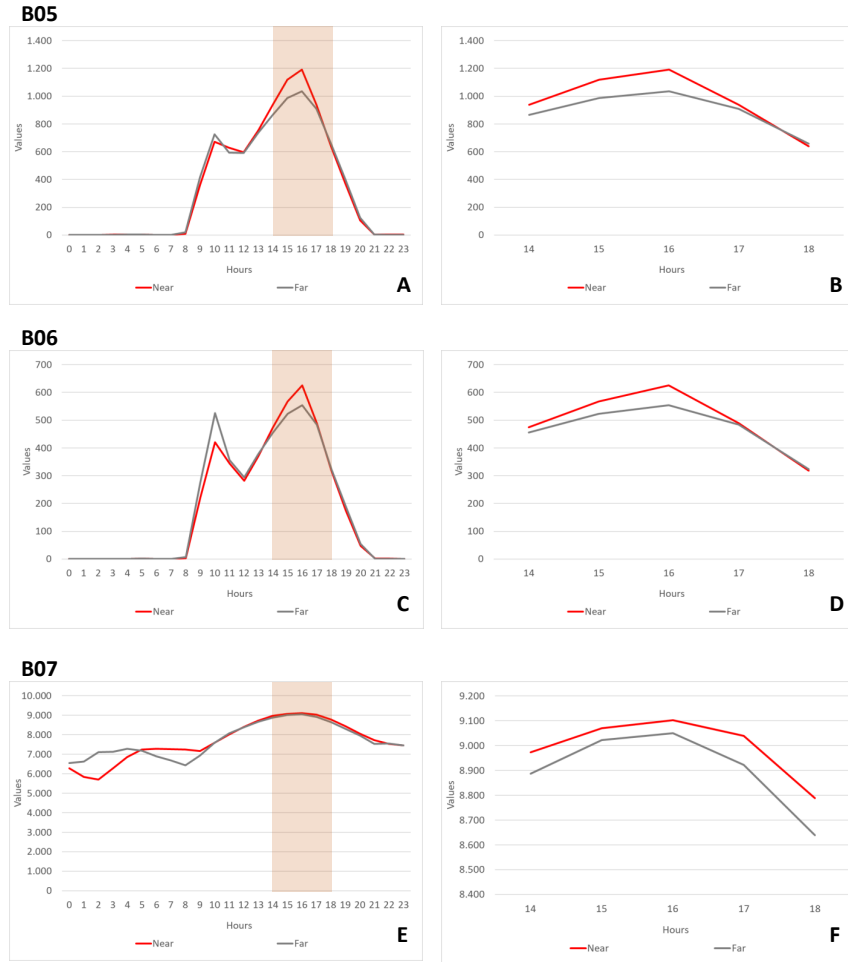 B05
1.400
1.200
1.000
800
600
400
200
0
Values
0 1 2 3 4 5 6 7 8 9 10 11 12 13 14 15 16 17 18 19 20 21 22 23
Hours
Near Far
A
1.400
1.200
1.000
800
600
400
200
0
Values
14 15 16 17 18
Hours
Near Far
B
B06
700
600
500
400
300
200
100
0
Values
0 1 2 3 4 5 6 7 8 9 10 11 12 13 14 15 16 17 18 19 20 21 22 23
Hours
Near Far
C
700
600
500
400
300
200
100
0
Values
14 15 16 17 18
Hours
Near Far
D
B07
10.000
9.000
8.000
7.000
6.000
5.000
4.000
3.000
2.000
1.000
0
Values
0 1 2 3 4 5 6 7 8 9 10 11 12 13 14 15 16 17 18 19 20 21 22 23
Hours
Near Far
E
9.200
9.100
9.000
8.900
8.800
8.700
8.600
8.500
8.400
Values
14 15 16 17 18
Hours
Near Far
F